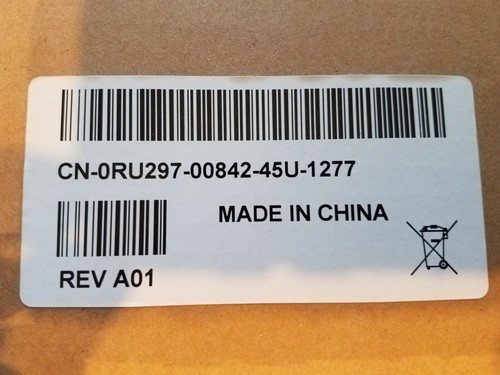 CN-0RU297-00842-45U-1277
MADE IN CHINA
REV A01